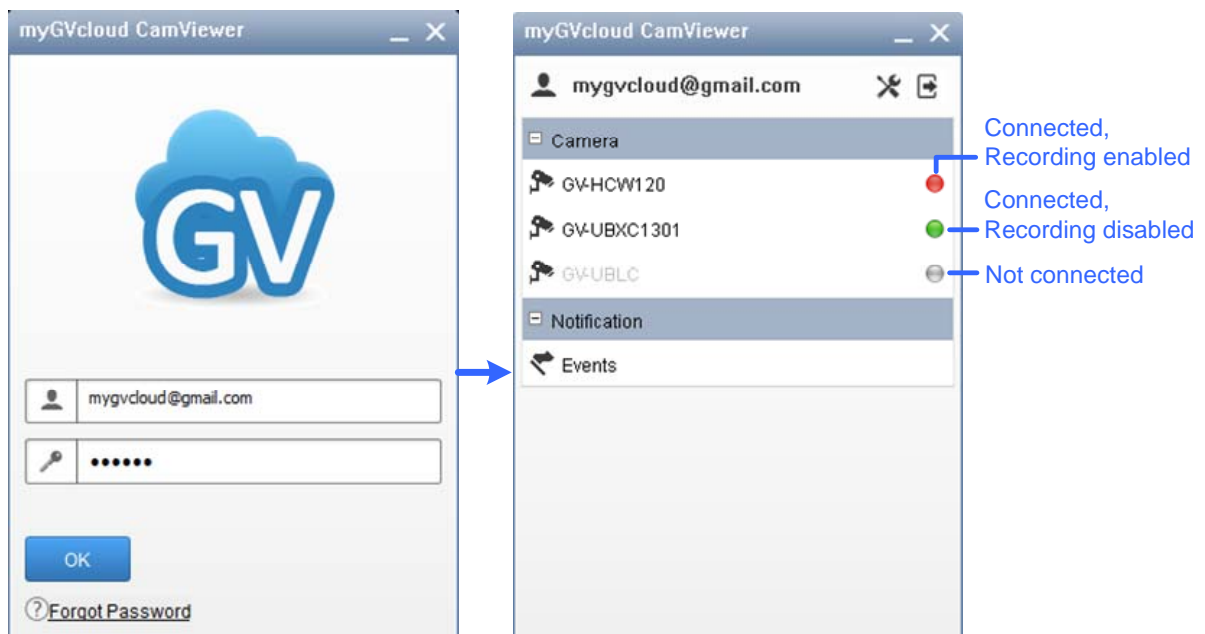 myGVcloud CamViewer
GV
mygvcloud@gmail.com
••••••
OK
?Forgot Password
myGVcloud CamViewer
mygvcloud@gmail.com
Camera
GV-HCW120
GV-UBXC1301
GV-UBLC
Notification
Events
Connected,
Recording enabled
Connected,
Recording disabled
Not connected